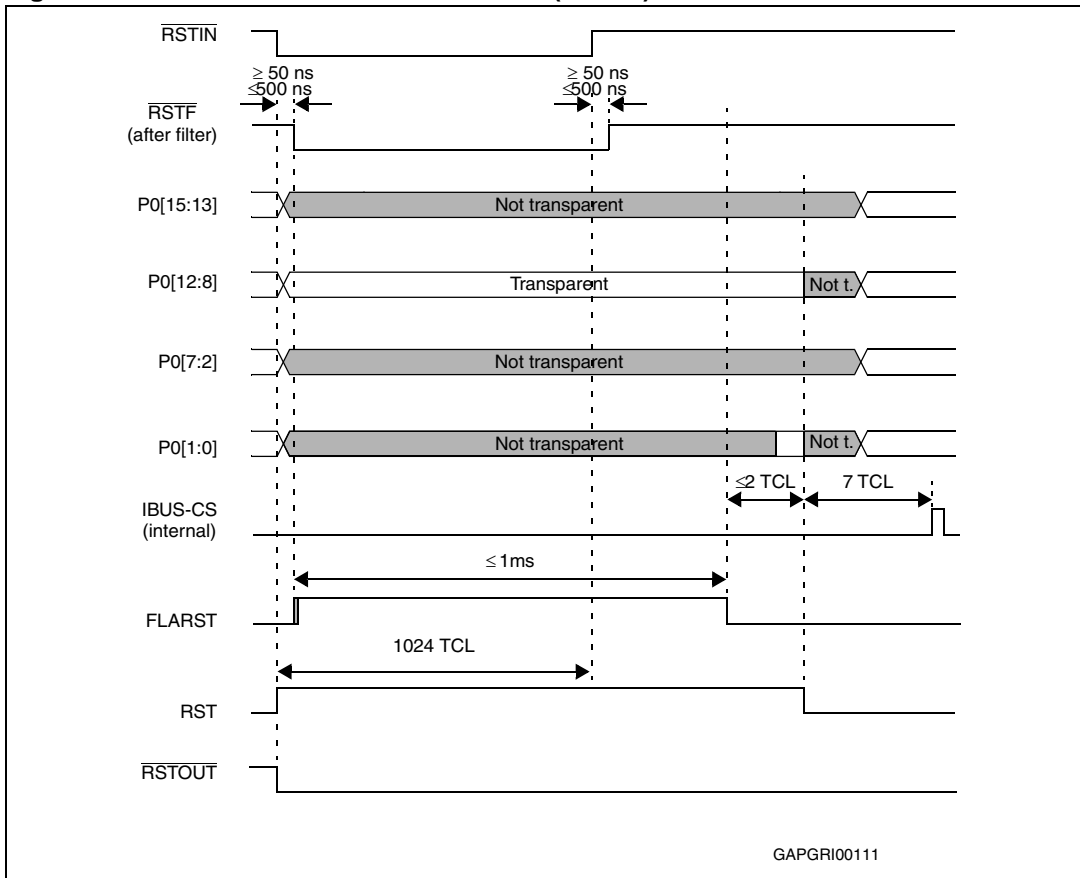 RSTIN
≥ 50 ns
≤500 ns
≥ 50 ns
≤500 ns
RSTF
(after filter)
P0[15:13]
Not transparent
P0[12:8]
Transparent
Not t.
P0[7:2]
Not transparent
P0[1:0]
Not transparent
Not t.
≤2 TCL
7 TCL
IBUS-CS
(internal)
≤ 1ms
FLARST
1024 TCL
RST
RSTOUT
GAPGRI00111